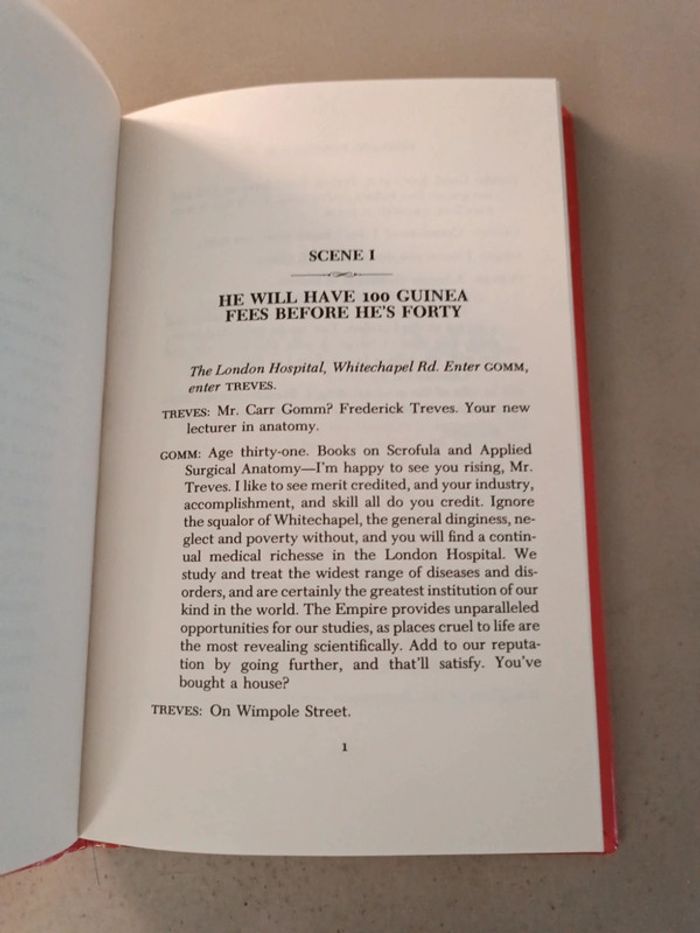 SCENE I
HE WILL HAVE 100 GUINEA
FEES BEFORE HE'S FORTY
The London Hospital, Whitechapel Rd. Enter GOMM,
enter TREVES.
TREVES: Mr. Carr Gomm? Frederick Treves. Your new
lecturer in anatomy.
GOMM: Age thirty-one. Books on Scrofula and Applied
Surgical Anatomy—I'm happy to see you rising, Mr.
Treves. I like to see merit credited, and your industry,
accomplishment, and skill all do you credit. Ignore
the squalor of Whitechapel, the general dinginess, ne-
glect and poverty without, and you will find a contin-
ual medical richesse in the London Hospital. We
study and treat the widest range of diseases and dis-
orders, and are certainly the greatest institution of our
kind in the world. The Empire provides unparalleled
opportunities for our studies, as places cruel to life are
the most revealing scientifically. Add to our reputa-
tion by going further, and that'll satisfy. You've
bought a house?
TREVES: On Wimpole Street.
1